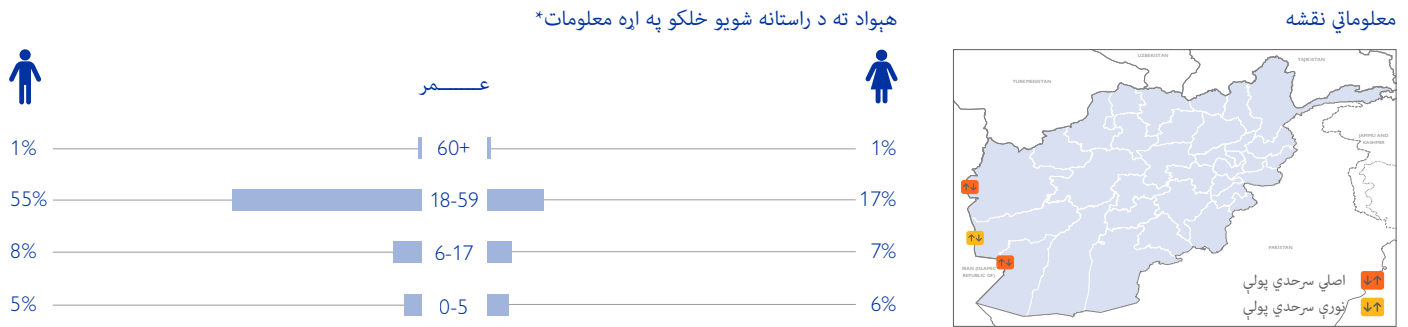 معلوماتي نقشه
هېواد ته د راستانه شويو خلکو په اړه معلومات*
عـــــــمر
1% 60+ 1%
55% 18-59 17%
8% 6-17 7%
5% 0-5 6%
UZBEKISTAN
TAJIKISTAN
TURKMENISTAN
JAMMU AND
KASHMIR
PAKISTAN
IRAN (ISLAMIC
REPUBLIC OF)
اصلي سرحدي پولې
نورې سرحدي پولې